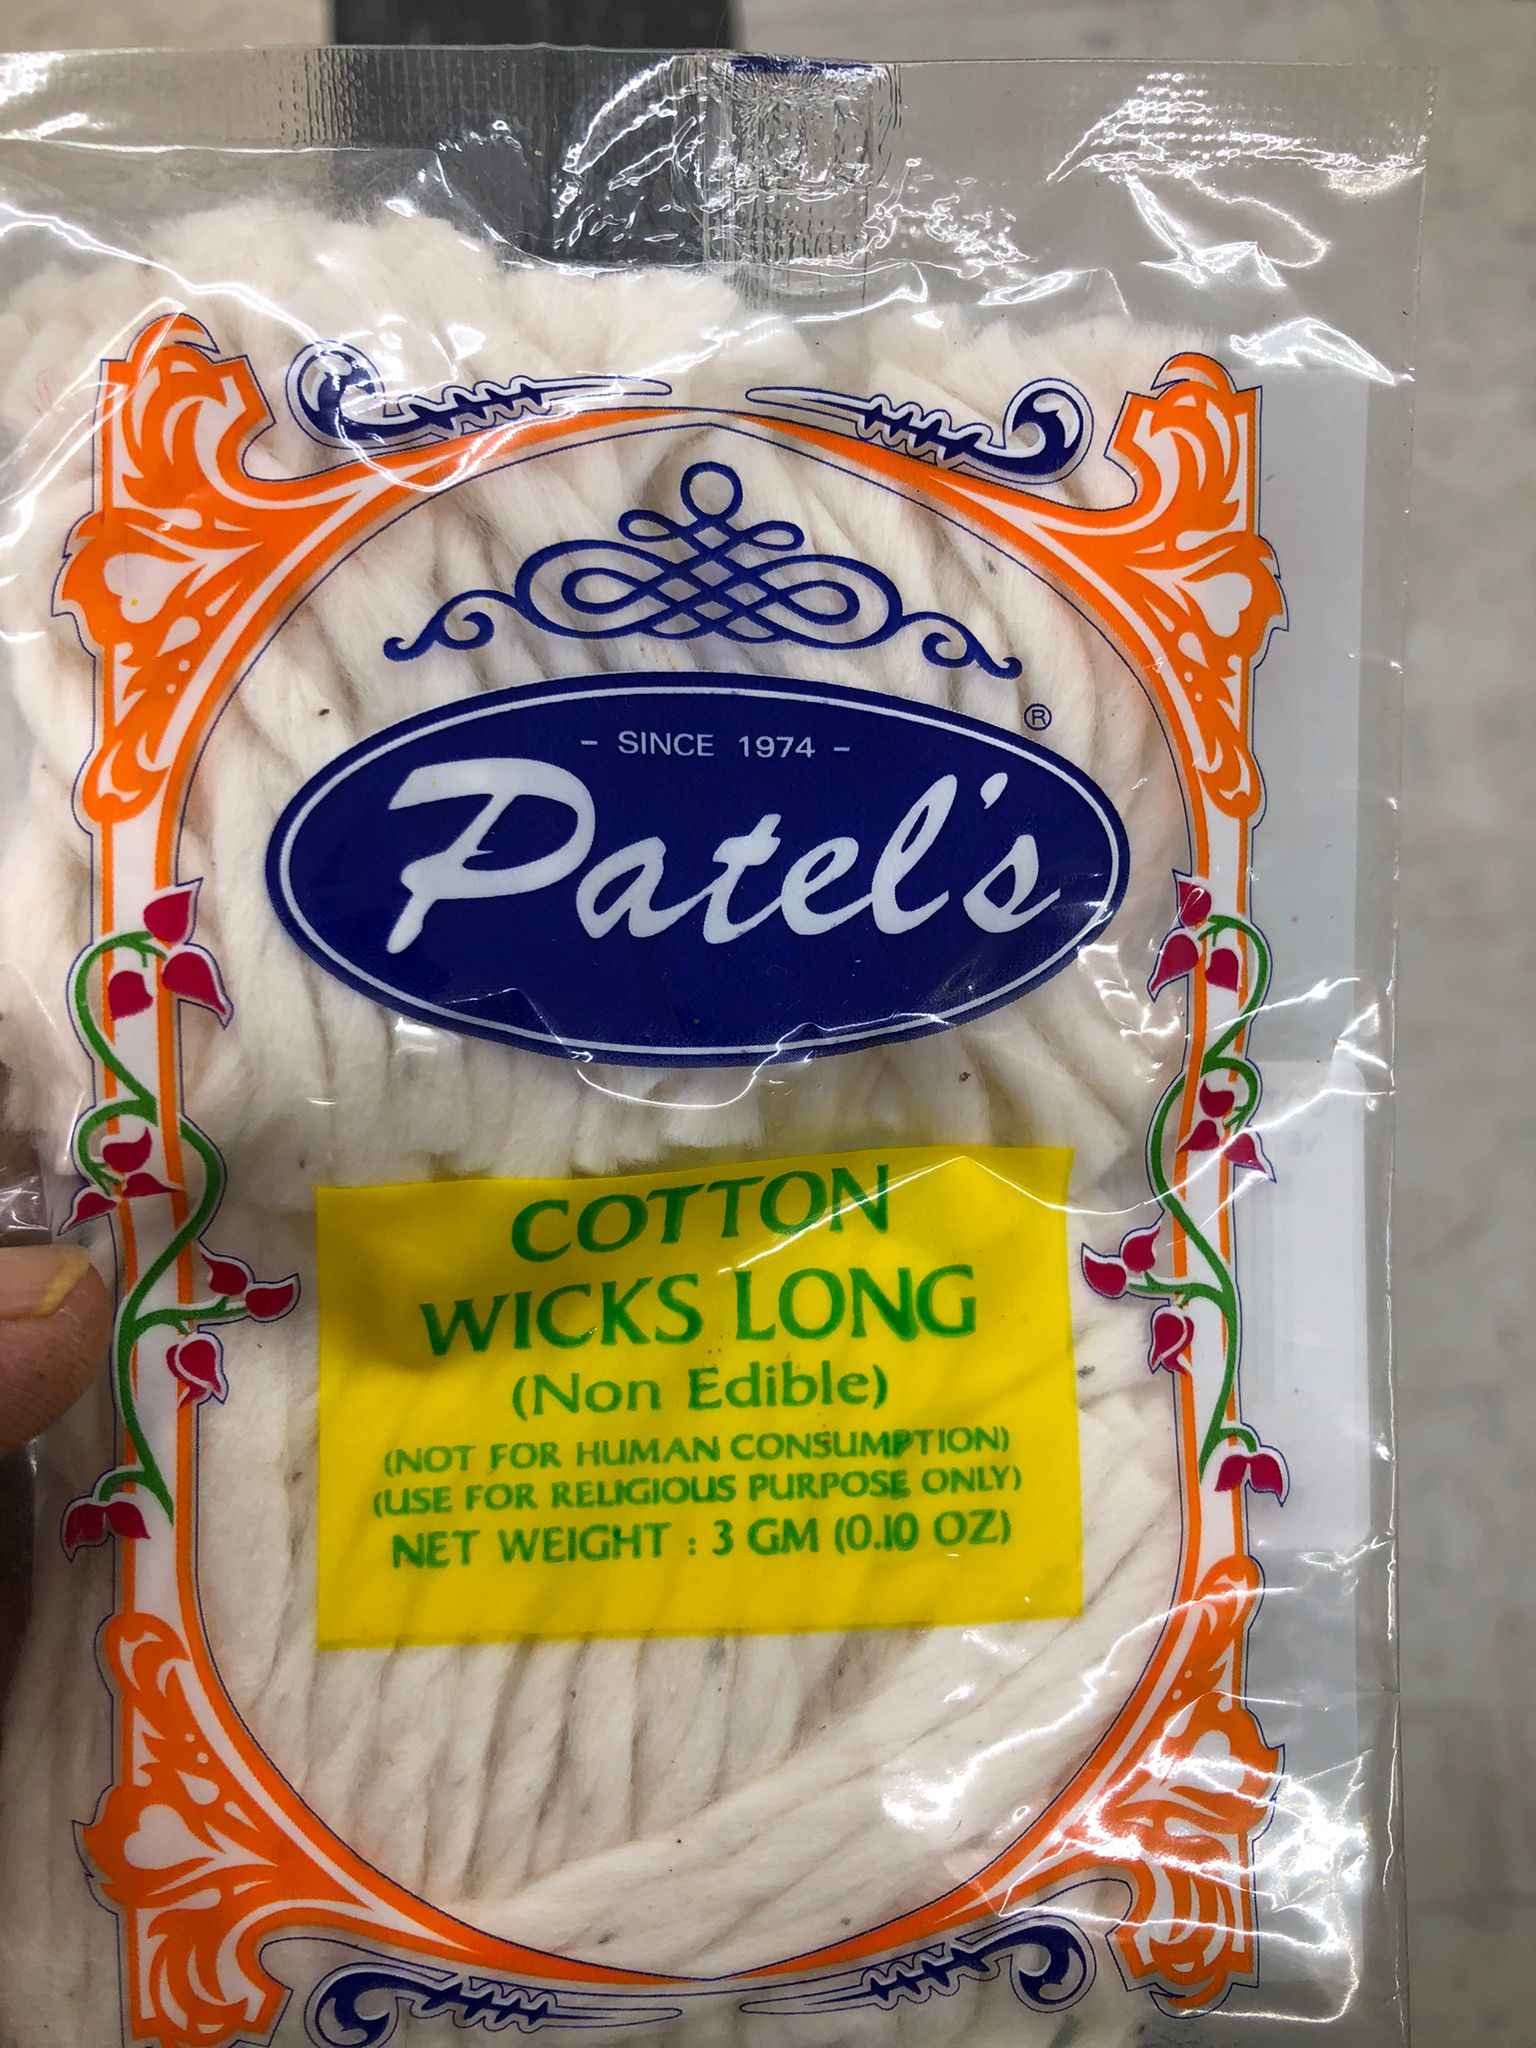 - SINCE 1974 -
®
Patel's
COTTON
WICKS LONG
(Non Edible)
(NOT FOR HUMAN CONSUMPTION)
(USE FOR RELIGIOUS PURPOSE ONLY)
NET WEIGHT : 3 GM (0.10 OZ)